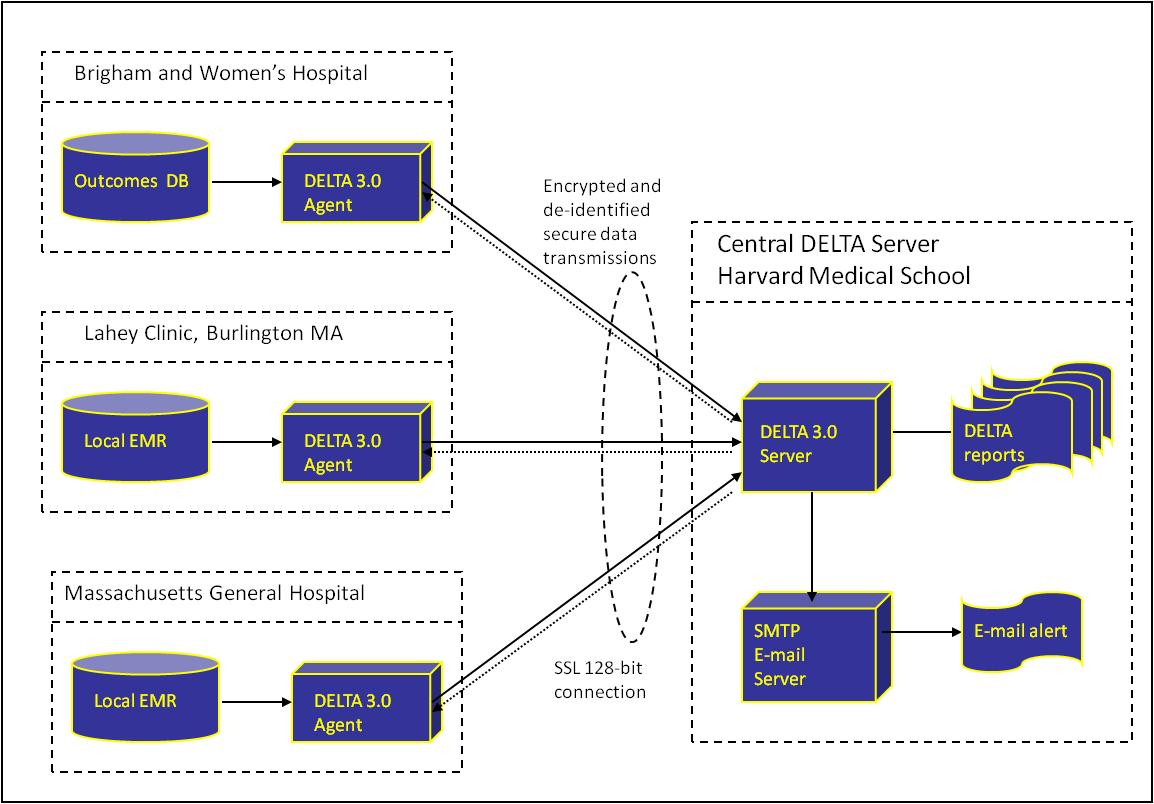 Brigham and Women’s Hospital
Outcomes DB
DELTA 3.0
Agent
Lahey Clinic, Burlington MA
Local EMR
DELTA 3.0
Agent
Massachusetts General Hospital
Local EMR
DELTA 3.0
Agent
Encrypted and
de-identified
secure data
transmissions
SSL 128-bit
connection
Central DELTA Server
Harvard Medical School
DELTA 3.0
Server
DELTA
reports
SMTP
E-mail
Server
E-mail alert